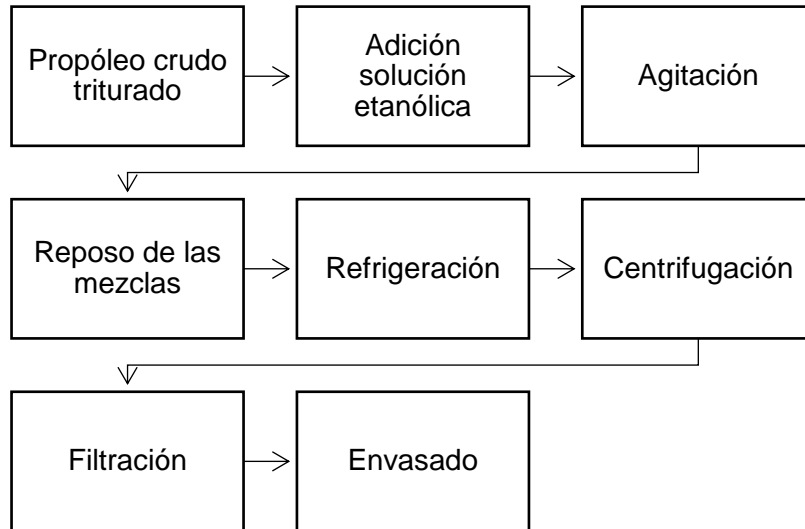 Propóleo crudo
triturado
Adición
solución
etanólica
Agitación
Reposo de las
mezclas
Refrigeración
Centrifugación
Filtración
Envasado